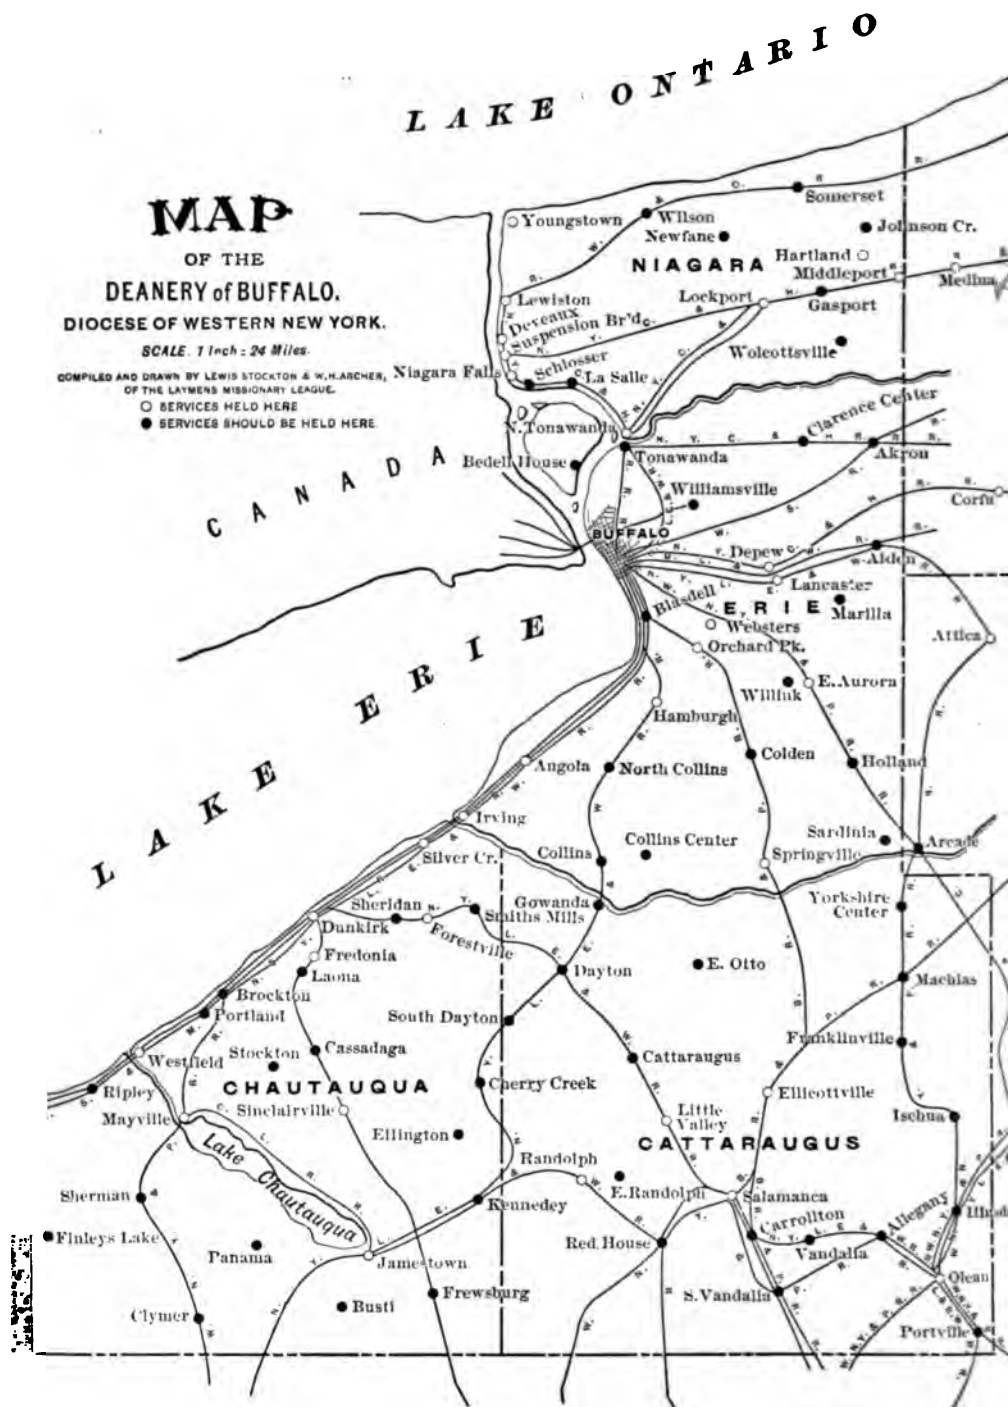 LAKE ONTARIO
MAP
OF THE
DEANERY of BUFFALO.
DIOCESE OF WESTERN NEW YORK.
SCALE. 1 Inch = 24 Miles.
COMPILED AND DRAWN BY LEWIS STOCKTON & W.H. ARCHER,
OF THE LAYMENS MISSIONARY LEAGUE.
○ SERVICES HELD HERE
● SERVICES SHOULD BE HELD HERE
CANADA
LAKE ERIE
Youngstown
Wilson
Somerset
Newfane
Johnson Cr.
NIAGARA
Hartland
Middleport
Medina
Lewiston
Lockport
Gasport
Deveaux
Suspension Br'd
Wolcottsville
Niagara Falls
Schlosser
La Salle
N. Tonawanda
Clarence Center
Bedell House
Tonawanda
Akron
Williamsville
Corfu
BUFFALO
Depew
Alden
Lancaster
Blasdell
ERIE
Marilla
Websters
Attica
Orchard Pk.
Willink
E. Aurora
Hamburgh
Colden
Holland
Angola
North Collins
Irving
Sardinia
Arcade
Silver Cr.
Collins
Collins Center
Springville
Sheridan
Smiths Mills
Gowanda
Yorkshire
Center
Dunkirk
Forestville
Fredonia
Laona
Dayton
E. Otto
Machias
Brockton
Portland
South Dayton
Franklinville
Westfield
Stockton
Cassadaga
Cattaraugus
Ripley
CHAUTAUQUA
Cherry Creek
Ellicottville
Mayville
Sinclairville
Little
Valley
Ischua
Ellington
CATTARAUGUS
Lake Chautauqua
Randolph
Sherman
Kennedey
E. Randolph
Salamanca
Finleys Lake
Panama
Jamestown
Red House
Carrollton
Vandalia
Allegany
Hinsd
Olean
Clymer
Busti
Frewsburg
S. Vandalia
Portville